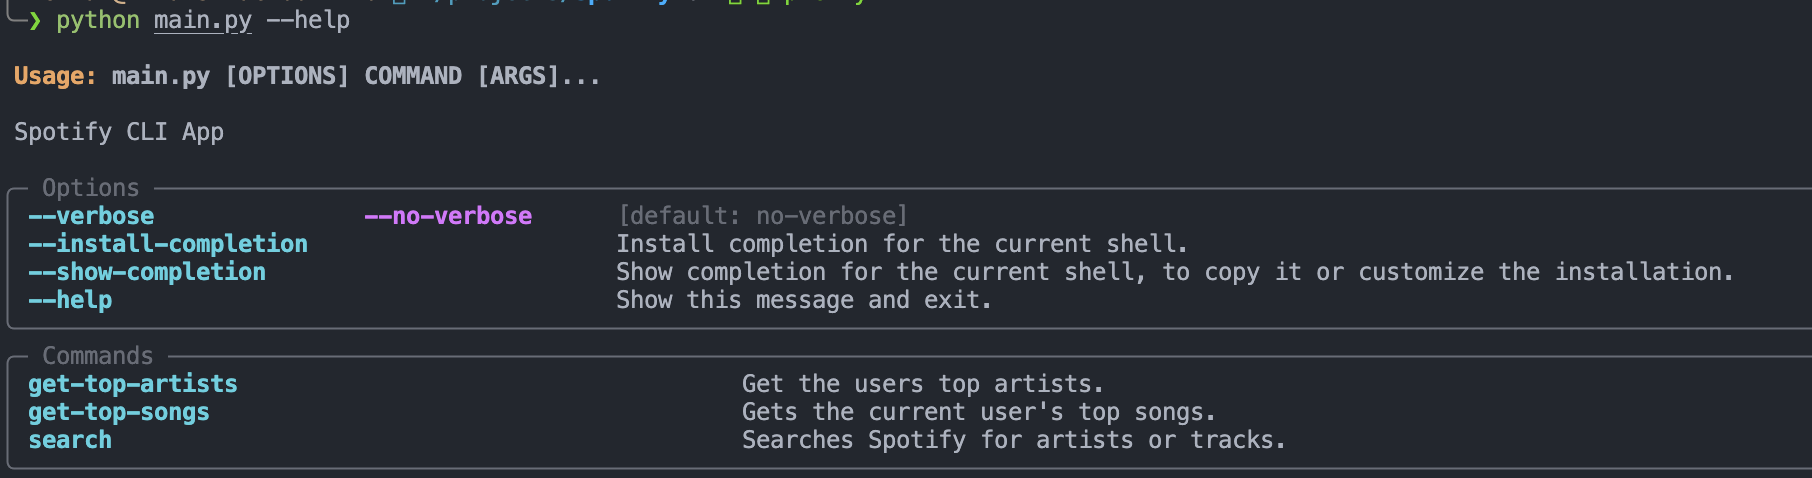 ❯ python main.py --help
Usage: main.py [OPTIONS] COMMAND [ARGS]...
Spotify CLI App
Options
--verbose --no-verbose [default: no-verbose]
--install-completion Install completion for the current shell.
--show-completion Show completion for the current shell, to copy it or customize the installation.
--help Show this message and exit.
Commands
get-top-artists Get the users top artists.
get-top-songs Gets the current user's top songs.
search Searches Spotify for artists or tracks.